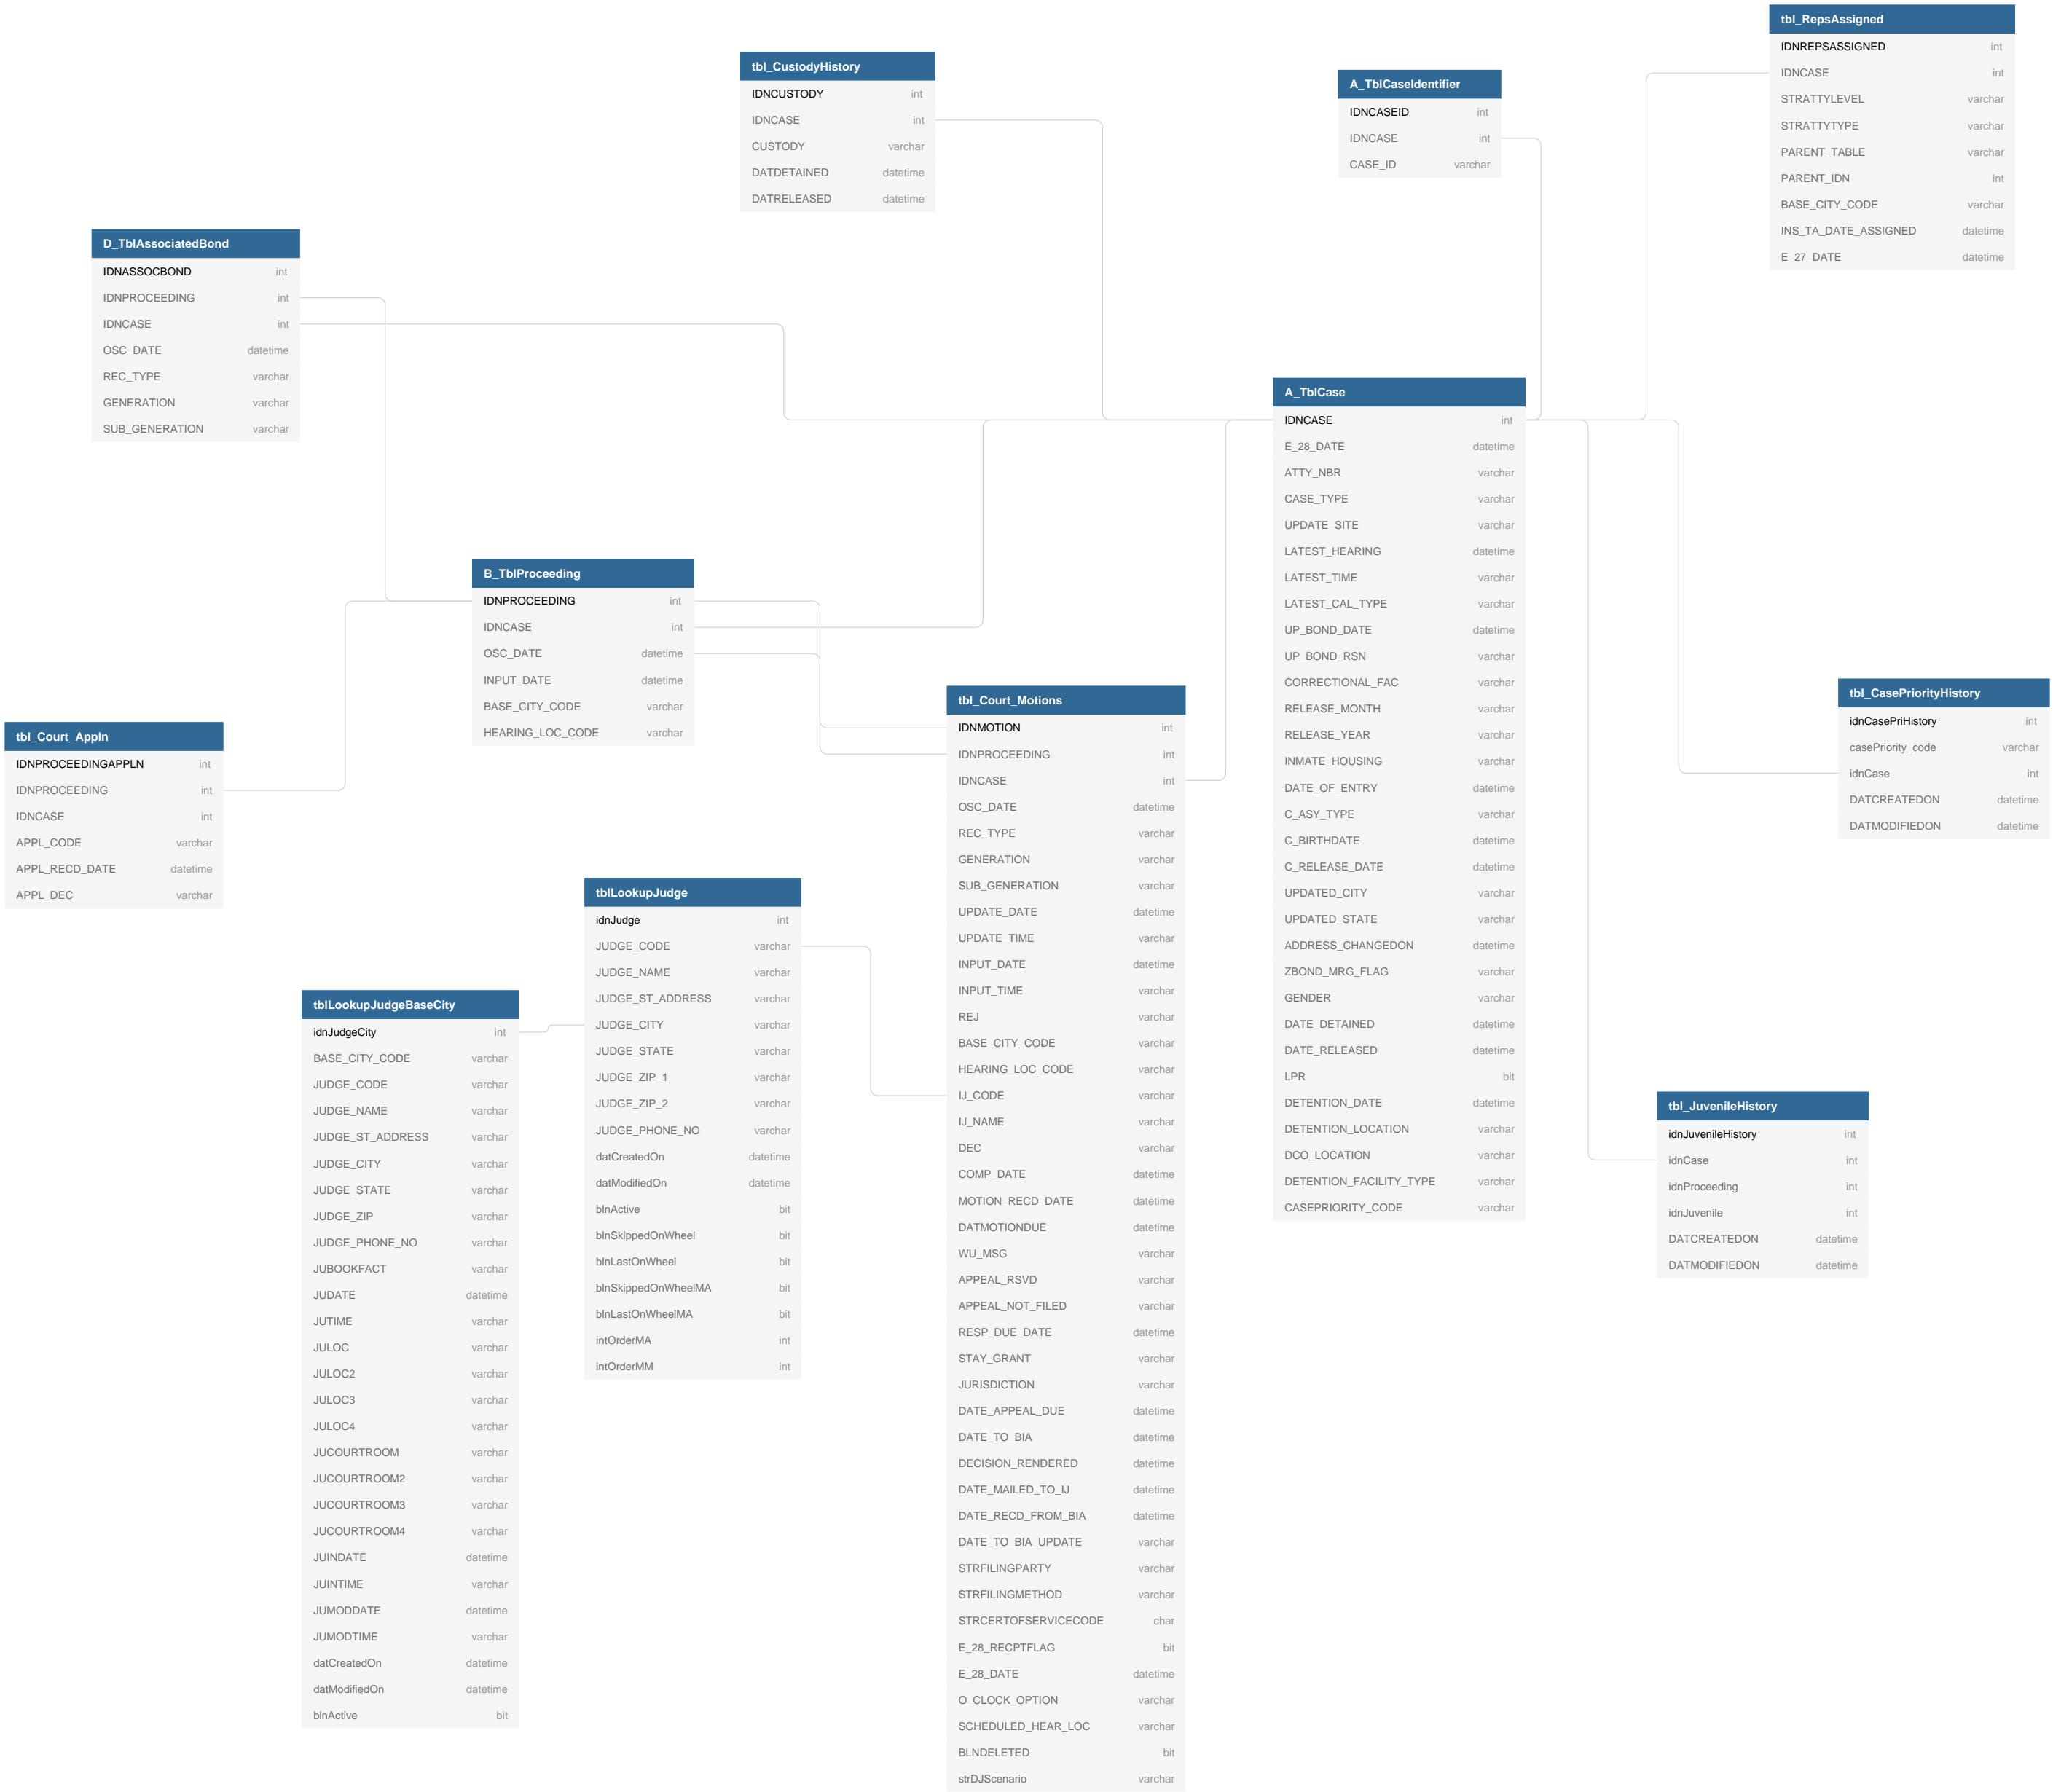 tbl_RepsAssigned
IDNREPSASSIGNED int
IDNCASE int
STRATTYLEVEL varchar
STRATTYTYPE varchar
PARENT_TABLE varchar
PARENT_IDN int
BASE_CITY_CODE varchar
INS_TA_DATE_ASSIGNED datetime
E_27_DATE datetime
tbl_CustodyHistory
IDNCUSTODY int
IDNCASE int
CUSTODY varchar
DATDETAINED datetime
DATRELEASED datetime
A_TblCaseIdentifier
IDNCASEID int
IDNCASE int
CASE_ID varchar
D_TblAssociatedBond
IDNASSOCBOND int
IDNPROCEEDING int
IDNCASE int
OSC_DATE datetime
REC_TYPE varchar
GENERATION varchar
SUB_GENERATION varchar
A_TblCase
IDNCASE int
E_28_DATE datetime
ATTY_NBR varchar
CASE_TYPE varchar
UPDATE_SITE varchar
LATEST_HEARING datetime
LATEST_TIME varchar
LATEST_CAL_TYPE varchar
UP_BOND_DATE datetime
UP_BOND_RSN varchar
CORRECTIONAL_FAC varchar
RELEASE_MONTH varchar
RELEASE_YEAR varchar
INMATE_HOUSING varchar
DATE_OF_ENTRY datetime
C_ASY_TYPE varchar
C_BIRTHDATE datetime
C_RELEASE_DATE datetime
UPDATED_CITY varchar
UPDATED_STATE varchar
ADDRESS_CHANGEDON datetime
ZBOND_MRG_FLAG varchar
GENDER varchar
DATE_DETAINED datetime
DATE_RELEASED datetime
LPR bit
DETENTION_DATE datetime
DETENTION_LOCATION varchar
DCO_LOCATION varchar
DETENTION_FACILITY_TYPE varchar
CASEPRIORITY_CODE varchar
B_TblProceeding
IDNPROCEEDING int
IDNCASE int
OSC_DATE datetime
INPUT_DATE datetime
BASE_CITY_CODE varchar
HEARING_LOC_CODE varchar
tbl_CasePriorityHistory
idnCasePriHistory int
casePriority_code varchar
idnCase int
DATCREATEDON datetime
DATMODIFIEDON datetime
tbl_Court_Motions
IDNMOTION int
IDNPROCEEDING int
IDNCASE int
OSC_DATE datetime
REC_TYPE varchar
GENERATION varchar
SUB_GENERATION varchar
UPDATE_DATE datetime
UPDATE_TIME varchar
INPUT_DATE datetime
INPUT_TIME varchar
REJ varchar
BASE_CITY_CODE varchar
HEARING_LOC_CODE varchar
IJ_CODE varchar
IJ_NAME varchar
DEC varchar
COMP_DATE datetime
MOTION_RECD_DATE datetime
DATMOTIONDUE datetime
WU_MSG varchar
APPEAL_RSVD varchar
APPEAL_NOT_FILED varchar
RESP_DUE_DATE datetime
STAY_GRANT varchar
JURISDICTION varchar
DATE_APPEAL_DUE datetime
DATE_TO_BIA datetime
DECISION_RENDERED datetime
DATE_MAILED_TO_IJ datetime
DATE_RECD_FROM_BIA datetime
DATE_TO_BIA_UPDATE varchar
STRFILINGPARTY varchar
STRFILINGMETHOD varchar
STRCERTOFSERVICECODE char
E_28_RECPTFLAG bit
E_28_DATE datetime
O_CLOCK_OPTION varchar
SCHEDULED_HEAR_LOC varchar
BLNDELETED bit
strDJScenario varchar
tbl_Court_Appln
IDNPROCEEDINGAPPLN int
IDNPROCEEDING int
IDNCASE int
APPL_CODE varchar
APPL_RECD_DATE datetime
APPL_DEC varchar
tblLookupJudge
idnJudge int
JUDGE_CODE varchar
JUDGE_NAME varchar
JUDGE_ST_ADDRESS varchar
JUDGE_CITY varchar
JUDGE_STATE varchar
JUDGE_ZIP_1 varchar
JUDGE_ZIP_2 varchar
JUDGE_PHONE_NO varchar
datCreatedOn datetime
datModifiedOn datetime
blnActive bit
blnSkippedOnWheel bit
blnLastOnWheel bit
blnSkippedOnWheelMA bit
blnLastOnWheelMA bit
intOrderMA int
intOrderMM int
tblLookupJudgeBaseCity
idnJudgeCity int
BASE_CITY_CODE varchar
JUDGE_CODE varchar
JUDGE_NAME varchar
JUDGE_ST_ADDRESS varchar
JUDGE_CITY varchar
JUDGE_STATE varchar
JUDGE_ZIP varchar
JUDGE_PHONE_NO varchar
JUBOOKFACT varchar
JUDATE datetime
JUTIME varchar
JULOC varchar
JULOC2 varchar
JULOC3 varchar
JULOC4 varchar
JUCOURTROOM varchar
JUCOURTROOM2 varchar
JUCOURTROOM3 varchar
JUCOURTROOM4 varchar
JUINDATE datetime
JUINTIME varchar
JUMODDATE datetime
JUMODTIME varchar
datCreatedOn datetime
datModifiedOn datetime
blnActive bit
tbl_JuvenileHistory
idnJuvenileHistory int
idnCase int
idnProceeding int
idnJuvenile int
DATCREATEDON datetime
DATMODIFIEDON datetime